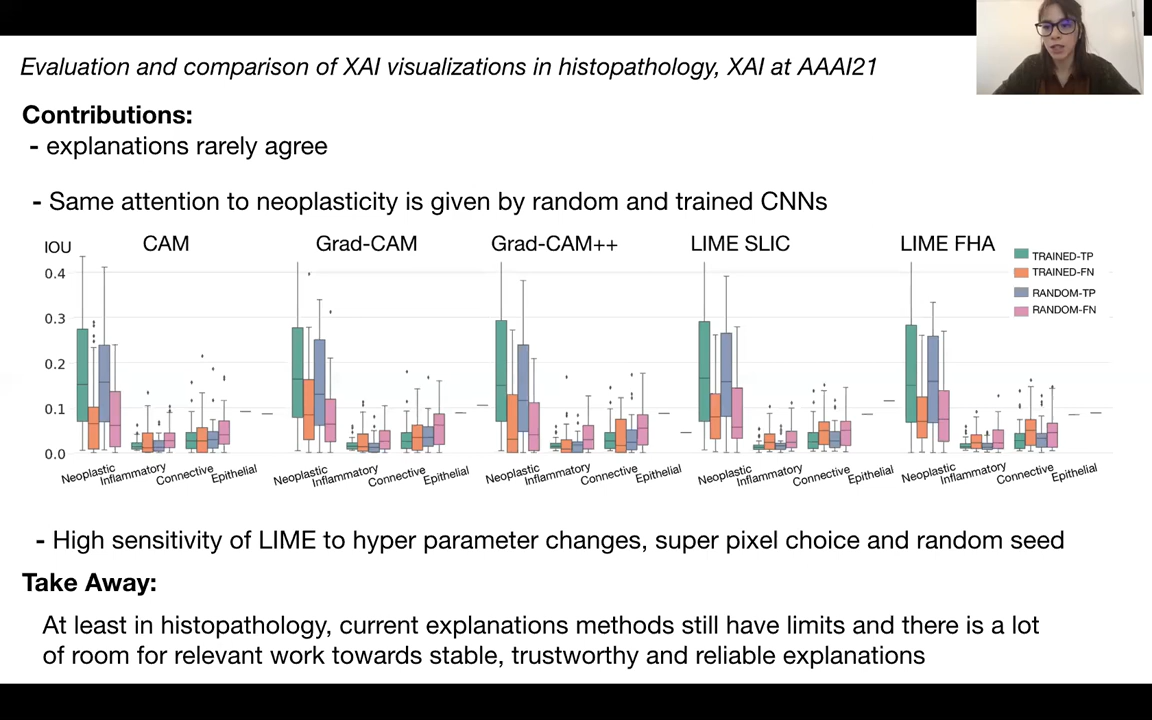 Evaluation and comparison of XAI visualizations in histopathology, XAI at AAAI21
Contributions:
- explanations rarely agree
- Same attention to neoplasticity is given by random and trained CNNs
IOU CAM Grad-CAM Grad-CAM++ LIME SLIC LIME FHA
TRAINED-TP
TRAINED-FN
RANDOM-TP
RANDOM-FN
0.4
0.3
0.2
0.1
0.0
Neoplastic Inflammatory Connective Epithelial Neoplastic Inflammatory Connective Epithelial Neoplastic Inflammatory Connective Epithelial Neoplastic Inflammatory Connective Epithelial Neoplastic Inflammatory Connective Epithelial
- High sensitivity of LIME to hyper parameter changes, super pixel choice and random seed
Take Away:
At least in histopathology, current explanations methods still have limits and there is a lot
of room for relevant work towards stable, trustworthy and reliable explanations